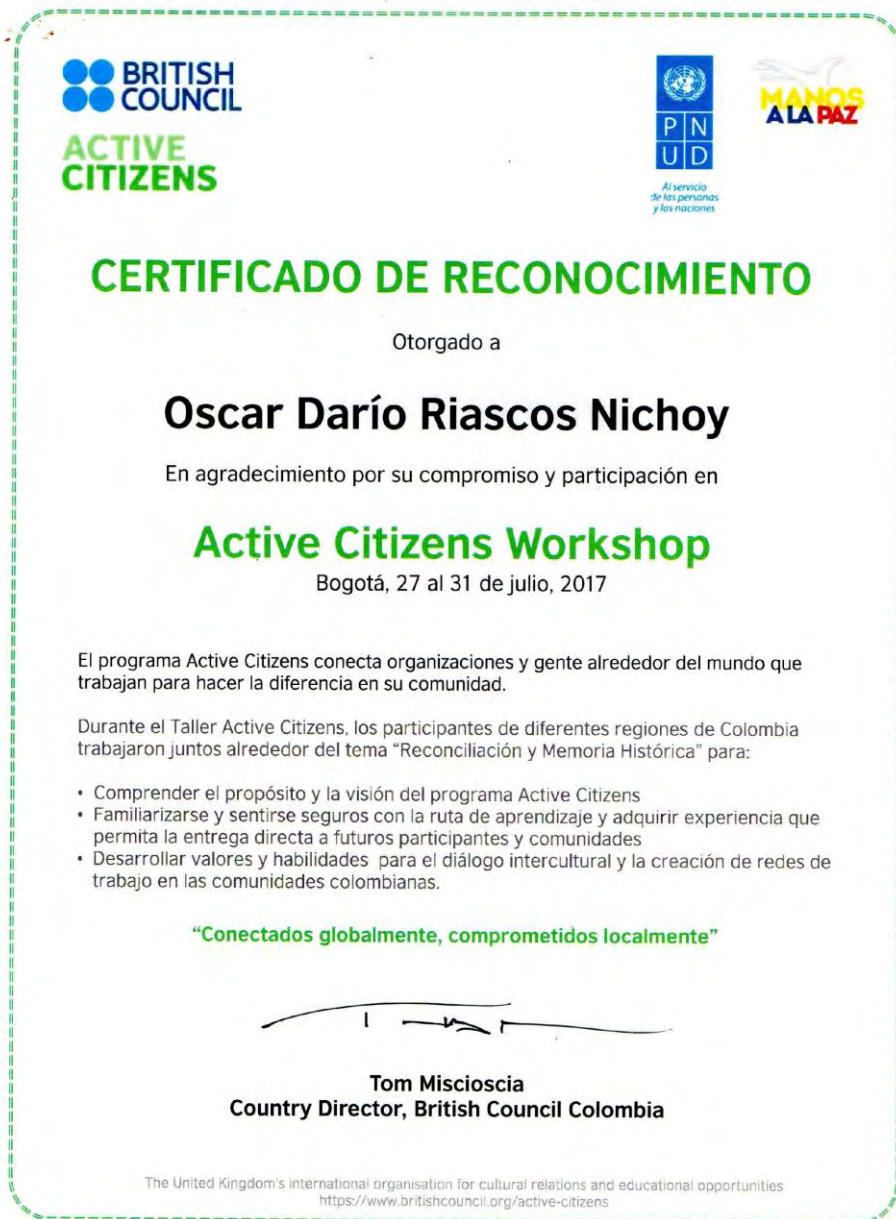 BRITISH
COUNCIL
ACTIVE
CITIZENS
P N
U D
Al servicio
de las personas
y las naciones
MANOS
A LA PAZ
CERTIFICADO DE RECONOCIMIENTO
Otorgado a
Oscar Darío Riascos Nichoy
En agradecimiento por su compromiso y participación en
Active Citizens Workshop
Bogotá, 27 al 31 de julio, 2017
El programa Active Citizens conecta organizaciones y gente alrededor del mundo que
trabajan para hacer la diferencia en su comunidad.
Durante el Taller Active Citizens, los participantes de diferentes regiones de Colombia
trabajaron juntos alrededor del tema “Reconciliación y Memoria Histórica” para:
• Comprender el propósito y la visión del programa Active Citizens
• Familiarizarse y sentirse seguros con la ruta de aprendizaje y adquirir experiencia que
permita la entrega directa a futuros participantes y comunidades
• Desarrollar valores y habilidades para el diálogo intercultural y la creación de redes de
trabajo en las comunidades colombianas.
“Conectados globalmente, comprometidos localmente”
Tom Miscioscia
Country Director, British Council Colombia
The United Kingdom's international organisation for cultural relations and educational opportunities
https://www.britishcouncil.org/active-citizens